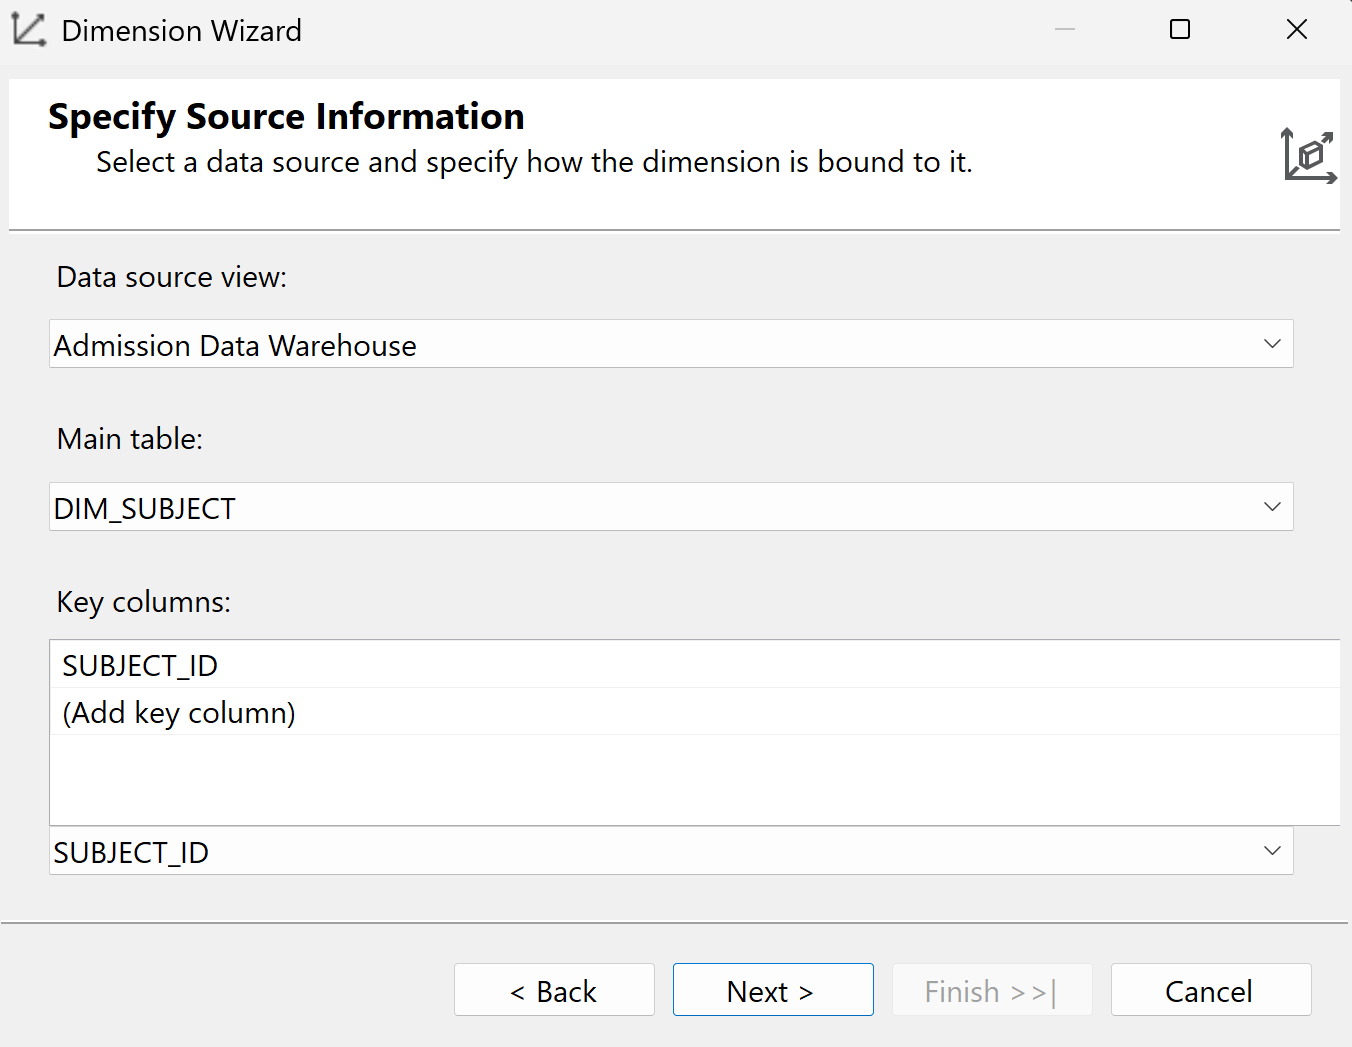 Dimension Wizard
Specify Source Information
Select a data source and specify how the dimension is bound to it.
Data source view:
Admission Data Warehouse
Main table:
DIM_SUBJECT
Key columns:
SUBJECT_ID
(Add key column)
SUBJECT_ID
< Back
Next >
Finish >>|
Cancel